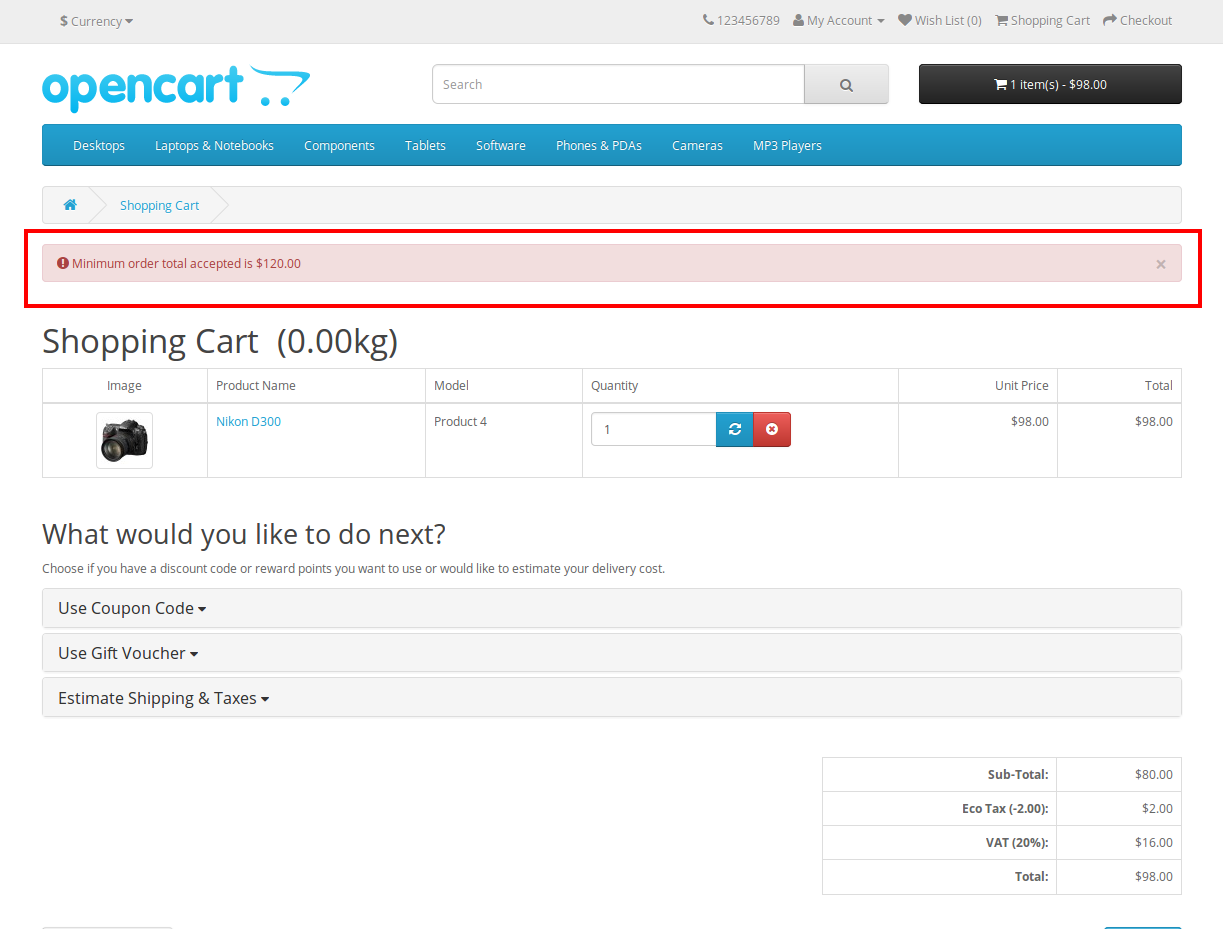 $ Currency
123456789 My Account Wish List (0) Shopping Cart Checkout
opencart
Search
1 item(s) - $98.00
Desktops Laptops & Notebooks Components Tablets Software Phones & PDAs Cameras MP3 Players
Shopping Cart
Minimum order total accepted is $120.00 ×
Shopping Cart (0.00kg)
Image Product Name Model Quantity Unit Price Total
Nikon D300 Product 4 1 $98.00 $98.00
What would you like to do next?
Choose if you have a discount code or reward points you want to use or would like to estimate your delivery cost.
Use Coupon Code
Use Gift Voucher
Estimate Shipping & Taxes
Sub-Total: $80.00
Eco Tax (-2.00): $2.00
VAT (20%): $16.00
Total: $98.00